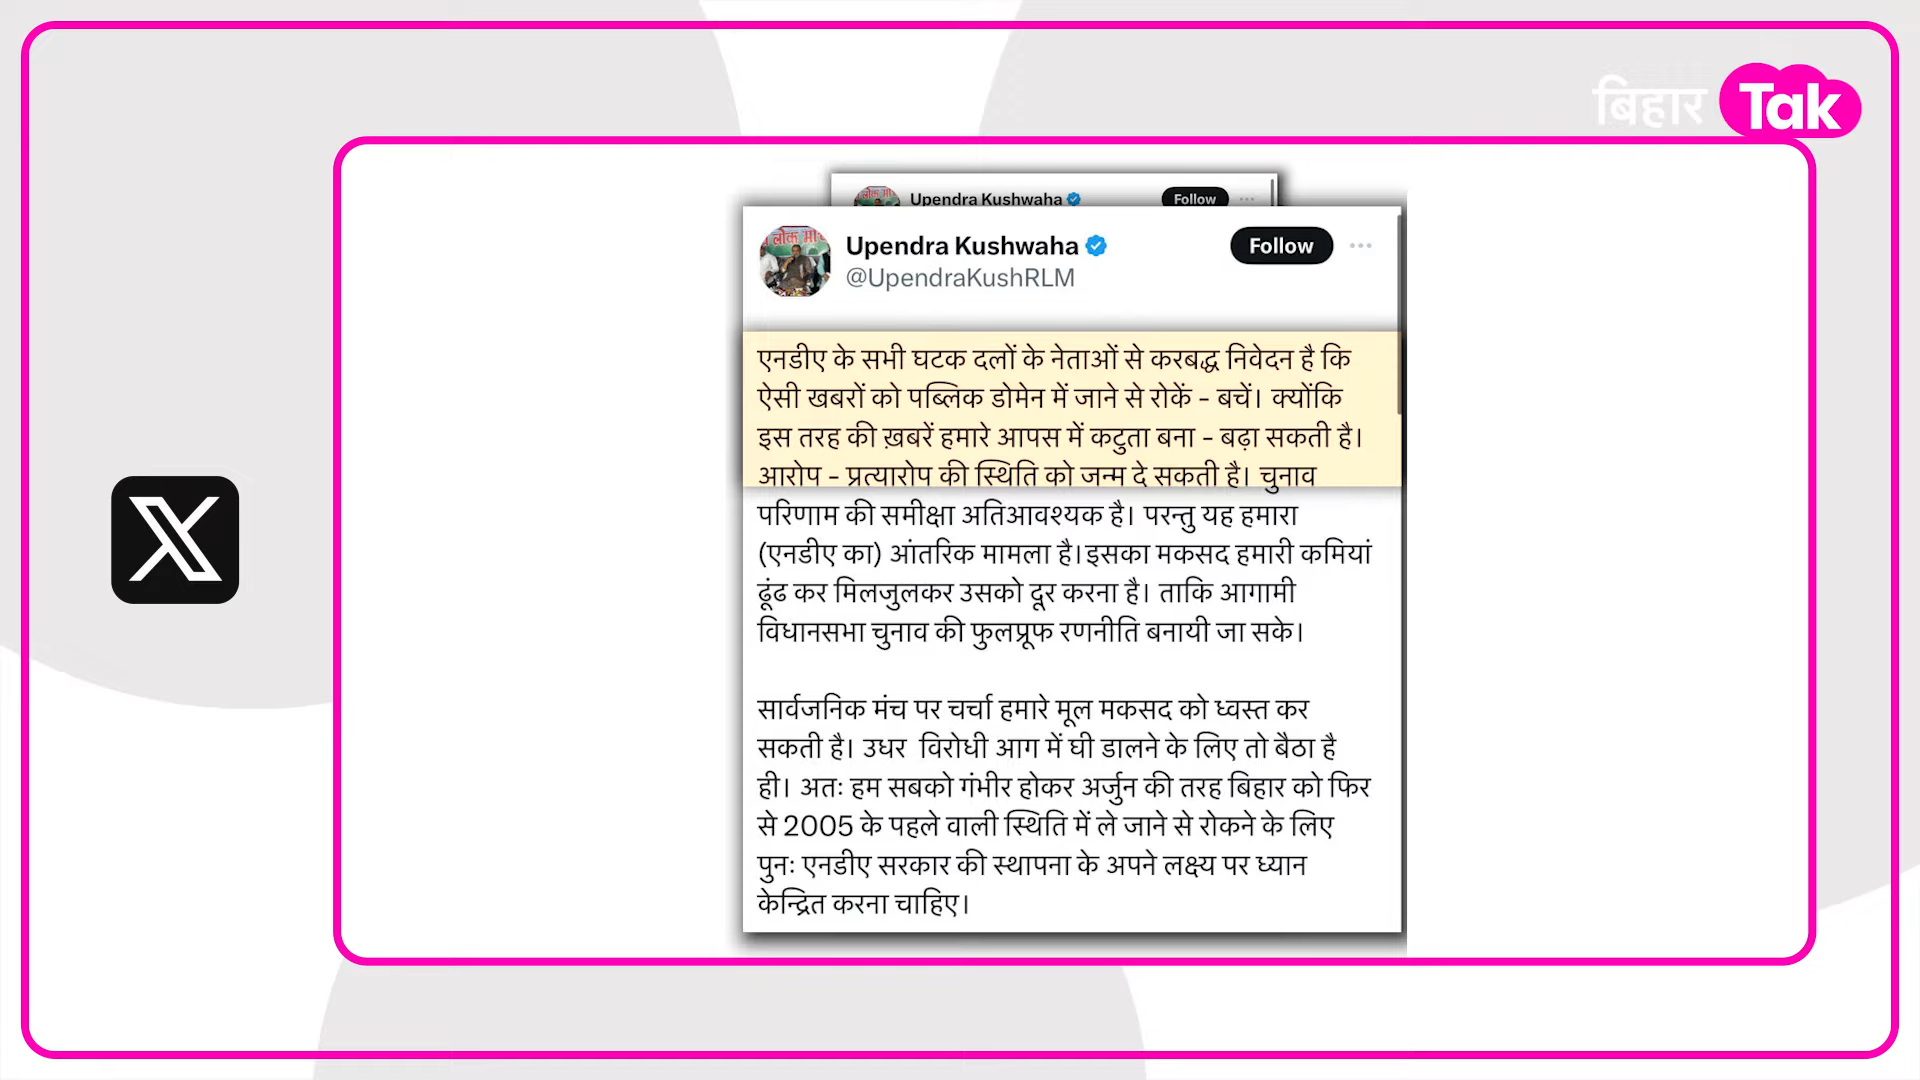 बिहार Tak
Upendra Kushwaha
Follow
Upendra Kushwaha
@UpendraKushRLM
Follow
एनडीए के सभी घटक दलों के नेताओं से करबद्ध निवेदन है कि
ऐसी खबरों को पब्लिक डोमेन में जाने से रोकें - बचें। क्योंकि
इस तरह की ख़बरें हमारे आपस में कटुता बना - बढ़ा सकती है।
आरोप - प्रत्यारोप की स्थिति को जन्म दे सकती है। चुनाव
परिणाम की समीक्षा अतिआवश्यक है। परन्तु यह हमारा
(एनडीए का) आंतरिक मामला है।इसका मकसद हमारी कमियां
ढूंढ कर मिलजुलकर उसको दूर करना है। ताकि आगामी
विधानसभा चुनाव की फुलप्रूफ रणनीति बनायी जा सके।
सार्वजनिक मंच पर चर्चा हमारे मूल मकसद को ध्वस्त कर
सकती है। उधर विरोधी आग में घी डालने के लिए तो बैठा है
ही। अतः हम सबको गंभीर होकर अर्जुन की तरह बिहार को फिर
से 2005 के पहले वाली स्थिति में ले जाने से रोकने के लिए
पुनः एनडीए सरकार की स्थापना के अपने लक्ष्य पर ध्यान
केन्द्रित करना चाहिए।